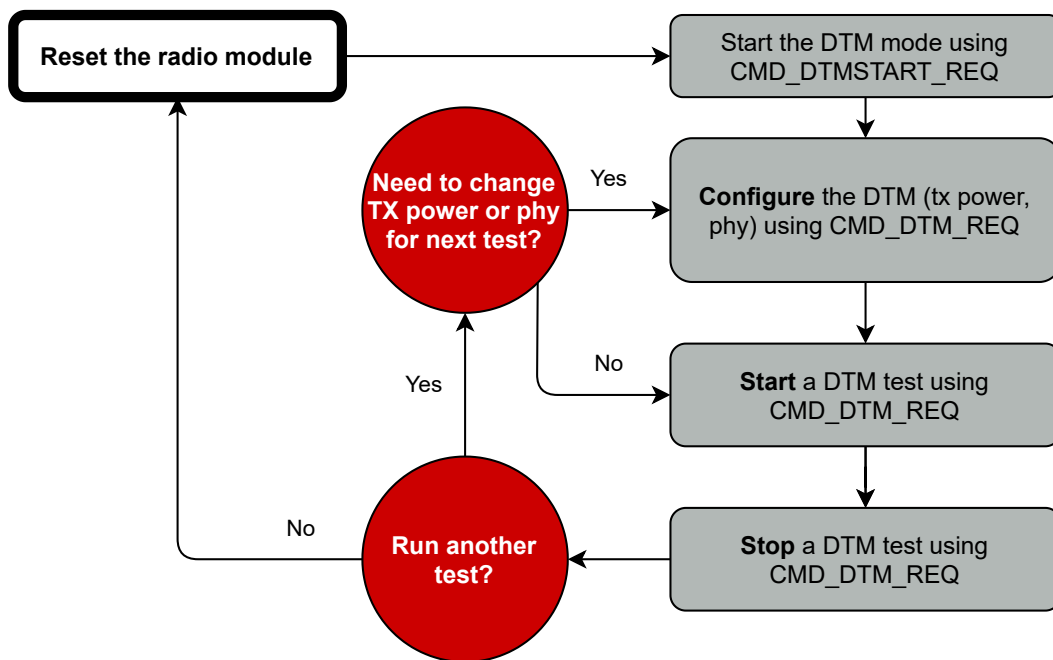 Reset the radio module
Start the DTM mode using
CMD_DTMSTART_REQ
Need to change
TX power or phy
for next test?
Yes
Configure the DTM (tx power,
phy) using CMD_DTM_REQ
No
Yes
Start a DTM test using
CMD_DTM_REQ
No
Run another
test?
Stop a DTM test using
CMD_DTM_REQ